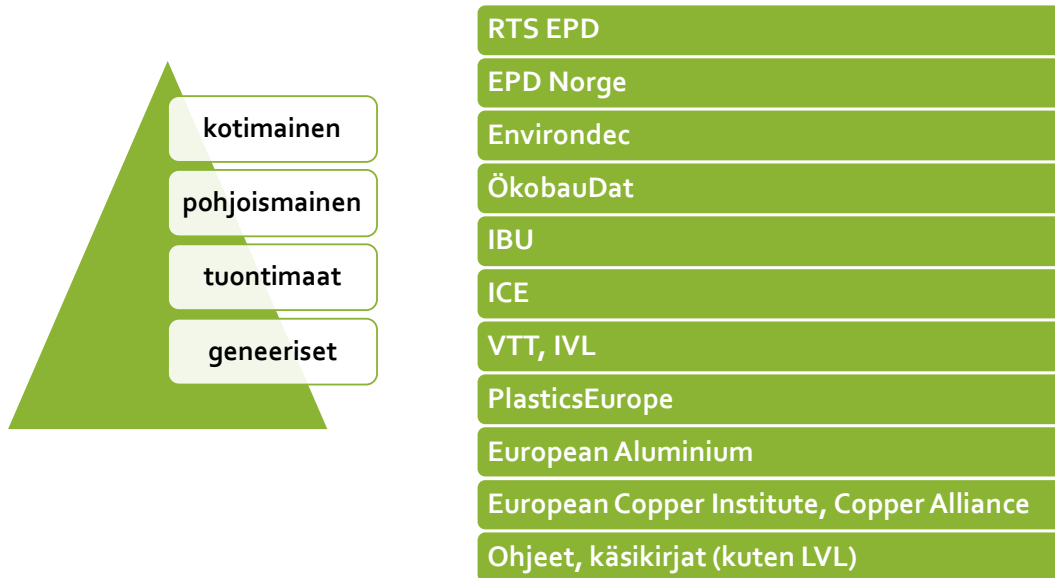 kotimainen
pohjoismainen
tuontimaat
geneeriset
RTS EPD
EPD Norge
Environdec
ÖkobauDat
IBU
ICE
VTT, IVL
PlasticsEurope
European Aluminium
European Copper Institute, Copper Alliance
Ohjeet, käsikirjat (kuten LVL)